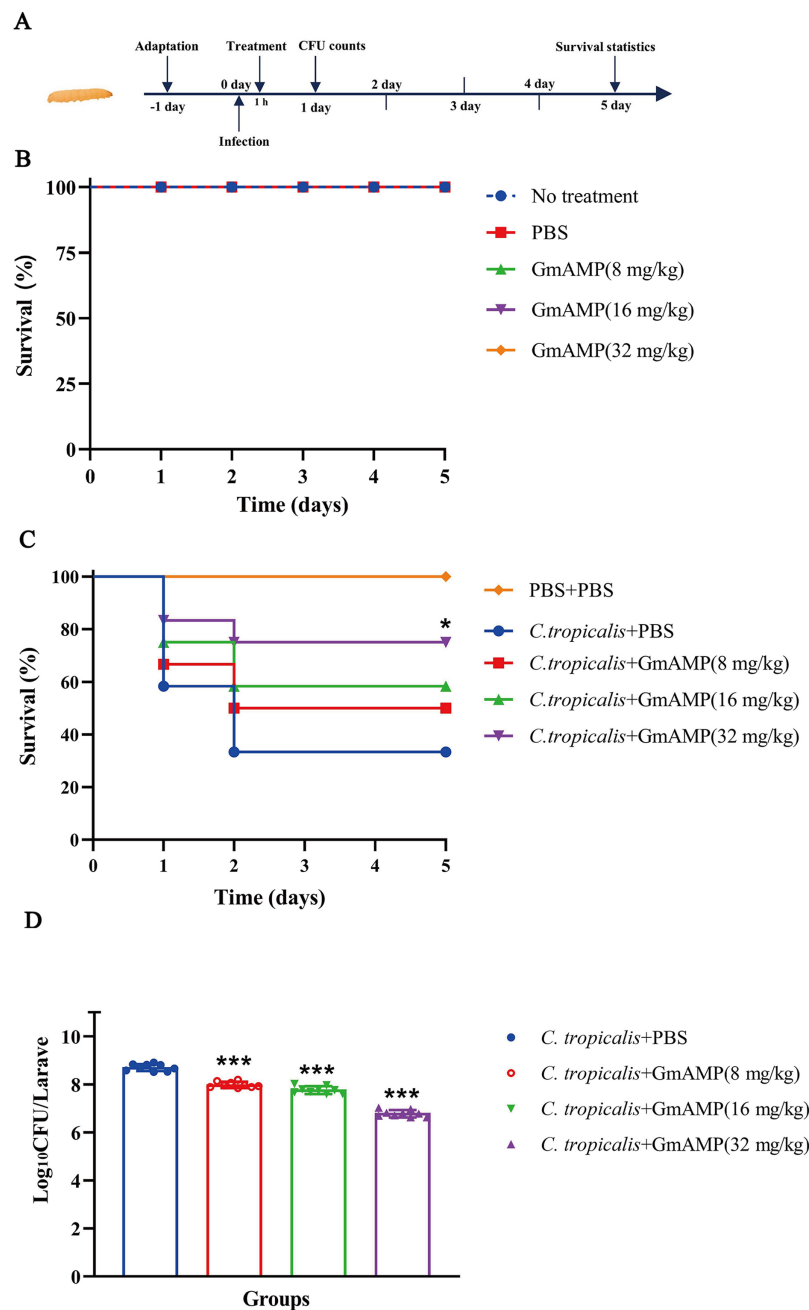 A
Adaptation
Treatment
CFU counts
Survival statistics
0 day
2 day
4 day
-1 day
1 h
1 day
3 day
5 day
Infection
B
100
75
50
25
0
Survival (%)
0 1 2 3 4 5
Time (days)
No treatment
PBS
GmAMP(8 mg/kg)
GmAMP(16 mg/kg)
GmAMP(32 mg/kg)
C
100
80
60
40
20
0
Survival (%)
*
0 1 2 3 4 5
Time (days)
PBS+PBS
C.tropicalis+PBS
C.tropicalis+GmAMP(8 mg/kg)
C.tropicalis+GmAMP(16 mg/kg)
C.tropicalis+GmAMP(32 mg/kg)
D
10
8
6
4
2
0
Log₁₀CFU/Larave
***
***
***
Groups
C. tropicalis+PBS
C. tropicalis+GmAMP(8 mg/kg)
C. tropicalis+GmAMP(16 mg/kg)
C. tropicalis+GmAMP(32 mg/kg)